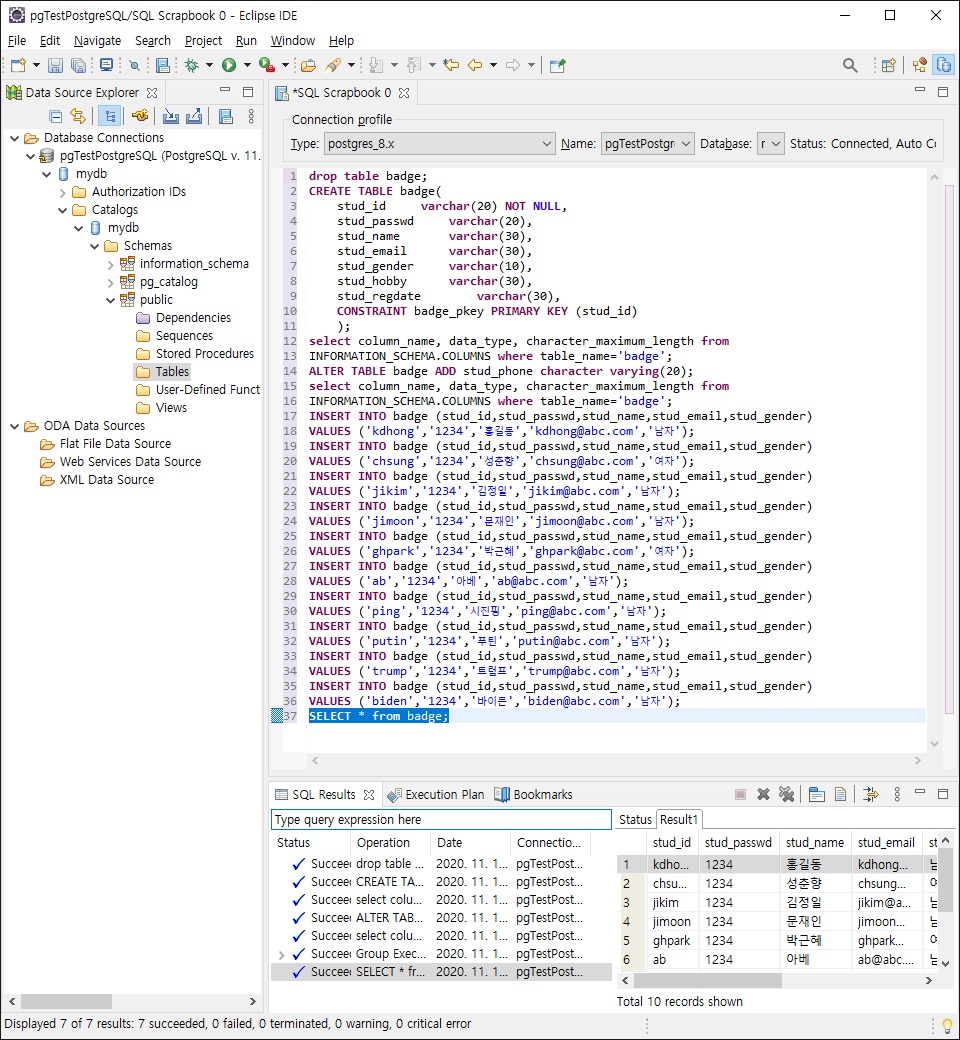 pgTestPostgreSQL/SQL Scrapbook 0 - Eclipse IDE
File Edit Navigate Search Project Run Window Help
Data Source Explorer
Database Connections
pgTestPostgreSQL (PostgreSQL v. 11.
mydb
Authorization IDs
Catalogs
mydb
Schemas
information_schema
pg_catalog
public
Dependencies
Sequences
Stored Procedures
Tables
User-Defined Funct
Views
ODA Data Sources
Flat File Data Source
Web Services Data Source
XML Data Source
*SQL Scrapbook 0
Connection profile
Type: postgres_8.x Name: pgTestPostgr Database: r Status: Connected, Auto Co
1 drop table badge;
2 CREATE TABLE badge(
3 stud_id varchar(20) NOT NULL,
4 stud_passwd varchar(20),
5 stud_name varchar(30),
6 stud_email varchar(30),
7 stud_gender varchar(10),
8 stud_hobby varchar(30),
9 stud_regdate varchar(30),
10 CONSTRAINT badge_pkey PRIMARY KEY (stud_id)
11 );
12 select column_name, data_type, character_maximum_length from
13 INFORMATION_SCHEMA.COLUMNS where table_name='badge';
14 ALTER TABLE badge ADD stud_phone character varying(20);
15 select column_name, data_type, character_maximum_length from
16 INFORMATION_SCHEMA.COLUMNS where table_name='badge';
17 INSERT INTO badge (stud_id,stud_passwd,stud_name,stud_email,stud_gender)
18 VALUES ('kdhong','1234','홍길동','kdhong@abc.com','남자');
19 INSERT INTO badge (stud_id,stud_passwd,stud_name,stud_email,stud_gender)
20 VALUES ('chsung','1234','성춘향','chsung@abc.com','여자');
21 INSERT INTO badge (stud_id,stud_passwd,stud_name,stud_email,stud_gender)
22 VALUES ('jikim','1234','김정일','jikim@abc.com','남자');
23 INSERT INTO badge (stud_id,stud_passwd,stud_name,stud_email,stud_gender)
24 VALUES ('jimoon','1234','문재인','jimoon@abc.com','남자');
25 INSERT INTO badge (stud_id,stud_passwd,stud_name,stud_email,stud_gender)
26 VALUES ('ghpark','1234','박근혜','ghpark@abc.com','여자');
27 INSERT INTO badge (stud_id,stud_passwd,stud_name,stud_email,stud_gender)
28 VALUES ('ab','1234','아베','ab@abc.com','남자');
29 INSERT INTO badge (stud_id,stud_passwd,stud_name,stud_email,stud_gender)
30 VALUES ('ping','1234','시진핑','ping@abc.com','남자');
31 INSERT INTO badge (stud_id,stud_passwd,stud_name,stud_email,stud_gender)
32 VALUES ('putin','1234','푸틴','putin@abc.com','남자');
33 INSERT INTO badge (stud_id,stud_passwd,stud_name,stud_email,stud_gender)
34 VALUES ('trump','1234','트럼프','trump@abc.com','남자');
35 INSERT INTO badge (stud_id,stud_passwd,stud_name,stud_email,stud_gender)
36 VALUES ('biden','1234','바이든','biden@abc.com','남자');
37 SELECT * from badge;
SQL Results Execution Plan Bookmarks
Type query expression here
Status Operation Date Connectio...
Succeed drop table ... 2020. 11. 1... pgTestPost...
Succeed CREATE TA... 2020. 11. 1... pgTestPost...
Succeed select colu... 2020. 11. 1... pgTestPost...
Succeed ALTER TAB... 2020. 11. 1... pgTestPost...
Succeed select colu... 2020. 11. 1... pgTestPost...
Succeed Group Exec... 2020. 11. 1... pgTestPost...
Succeed SELECT * fr... 2020. 11. 1... pgTestPost...
Status Result1
stud_id stud_passwd stud_name stud_email st
1 kdho... 1234 홍길동 kdhong...
2 chsu... 1234 성춘향 chsung...
3 jikim 1234 김정일 jikim@a...
4 jimoon 1234 문재인 jimoon...
5 ghpark 1234 박근혜 ghpark...
6 ab 1234 아베 ab@abc....
Total 10 records shown
Displayed 7 of 7 results: 7 succeeded, 0 failed, 0 terminated, 0 warning, 0 critical error